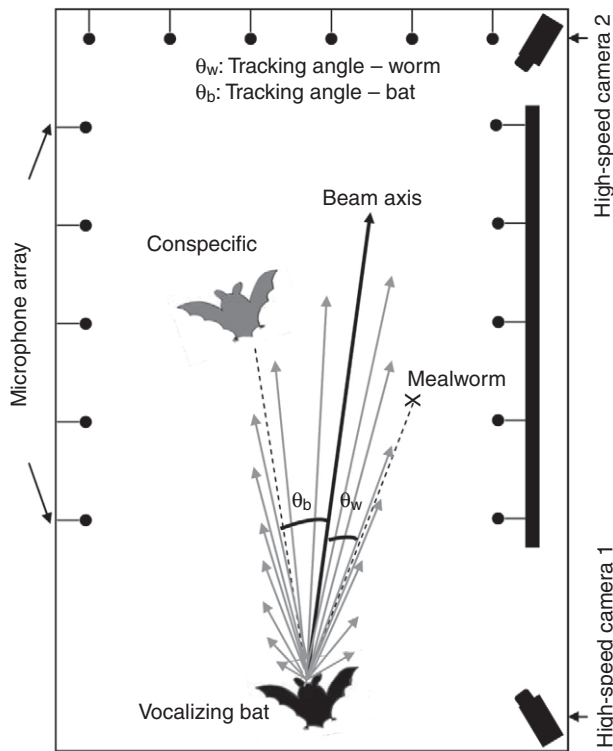 θw: Tracking angle – worm
θb: Tracking angle – bat
High-speed camera 2
Beam axis
Conspecific
Microphone array
Mealworm
X
θb
θw
High-speed camera 1
Vocalizing bat